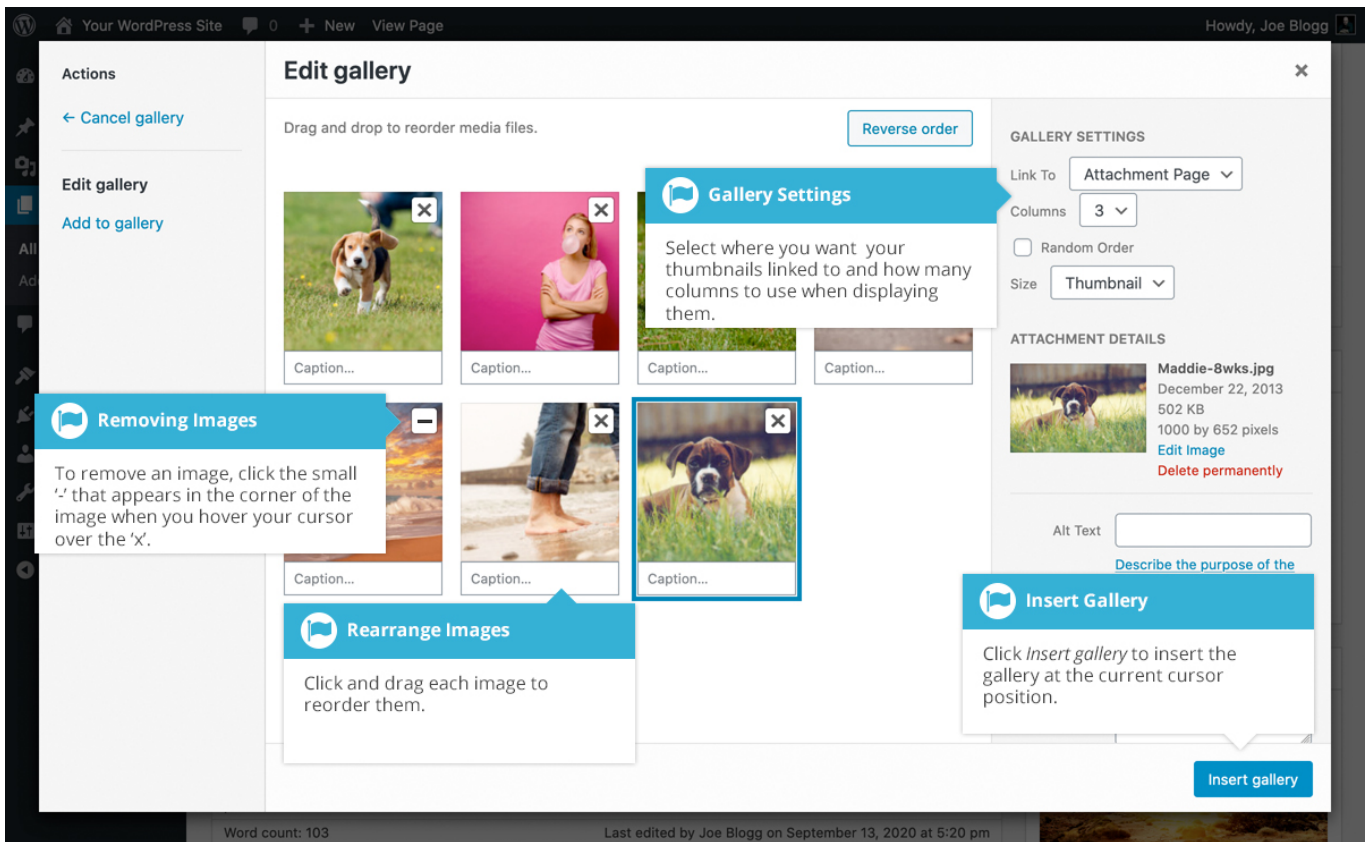 Your WordPress Site 0 + New View Page
Howdy, Joe Blogg
Actions
← Cancel gallery
Edit gallery
Add to gallery
All
Edit gallery
×
Drag and drop to reorder media files.
Reverse order
Caption...
Caption...
Caption...
Caption...
Caption...
Caption...
Caption...
Gallery Settings
Select where you want your
thumbnails linked to and how many
columns to use when displaying
them.
Removing Images
To remove an image, click the small
‘-’ that appears in the corner of the
image when you hover your cursor
over the ‘x’.
Rearrange Images
Click and drag each image to
reorder them.
GALLERY SETTINGS
Link To Attachment Page
Columns 3
Random Order
Size Thumbnail
ATTACHMENT DETAILS
Maddie-8wks.jpg
December 22, 2013
502 KB
1000 by 652 pixels
Edit Image
Delete permanently
Alt Text
Describe the purpose of the
Insert Gallery
Click Insert gallery to insert the
gallery at the current cursor
position.
Insert gallery
Word count: 103
Last edited by Joe Blogg on September 13, 2020 at 5:20 pm